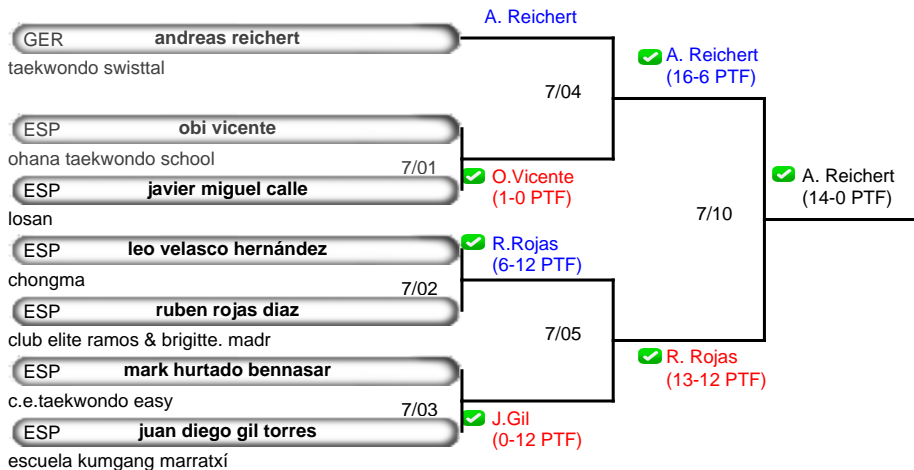 A. Reichert
GER andreas reichert
taekwondo swisttal
A. Reichert
(16-6 PTF)
7/04
ESP obi vicente
ohana taekwondo school
7/01
ESP javier miguel calle
losan
O.Vicente
(1-0 PTF)
A. Reichert
(14-0 PTF)
7/10
ESP leo velasco hernández
chongma
R.Rojas
(6-12 PTF)
7/02
ESP ruben rojas diaz
club elite ramos & brigitte. madr
7/05
R. Rojas
(13-12 PTF)
ESP mark hurtado bennasar
c.e.taekwondo easy
7/03
ESP juan diego gil torres
escuela kumgang marratxí
J.Gil
(0-12 PTF)